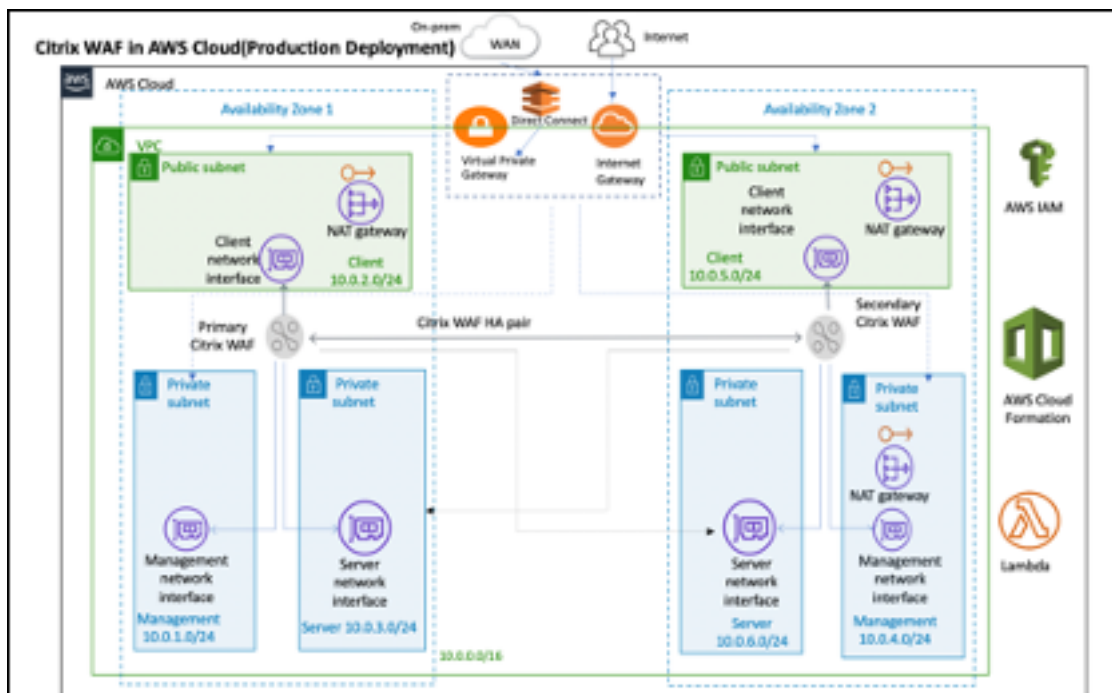 On-prem
WAN
Internet
Citrix WAF in AWS Cloud(Production Deployment)
aws
AWS Cloud
Availability Zone 1
Direct Connect
Availability Zone 2
VPC
Public subnet
Virtual Private
Gateway
Internet
Gateway
Public subnet
NAT gateway
Client
network
interface
Client
10.0.2.0/24
Client
network
interface
NAT gateway
Client
10.0.5.0/24
AWS IAM
Primary
Citrix WAF
Citrix WAF HA pair
Secondary
Citrix WAF
Private
subnet
Private
subnet
Private
subnet
Private
subnet
NAT gateway
AWS Cloud
Formation
Management
network
interface
Management
10.0.1.0/24
Server
network
interface
Server 10.0.3.0/24
Server
network
interface
Server
10.0.6.0/24
Management
network
interface
Management
10.0.4.0/24
Lambda
10.0.0.0/16